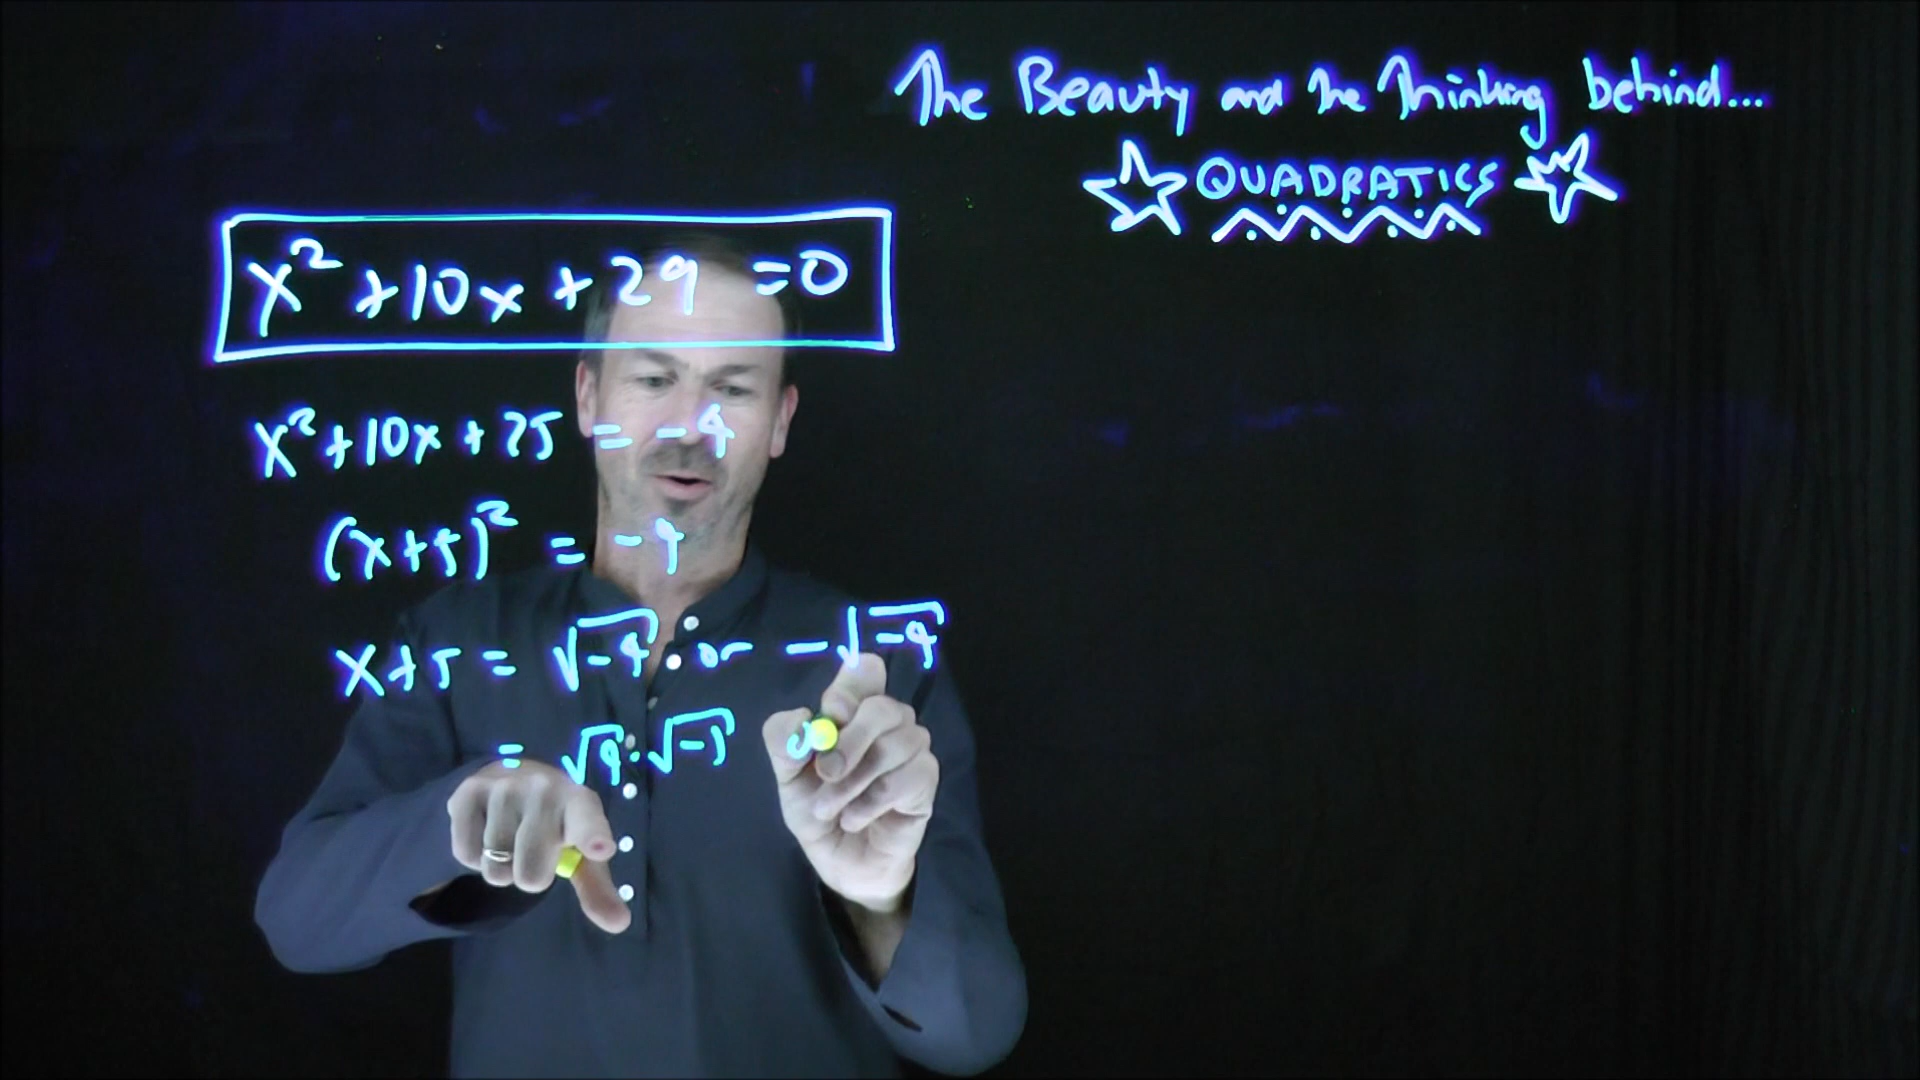 The Beauty and the Thinking behind...
QUADRATICS
x² + 10x + 29 = 0
x² + 10x + 25 = -4
(x+5)² = -4
x+5 = √-4 or -√-4
= √4·√-1